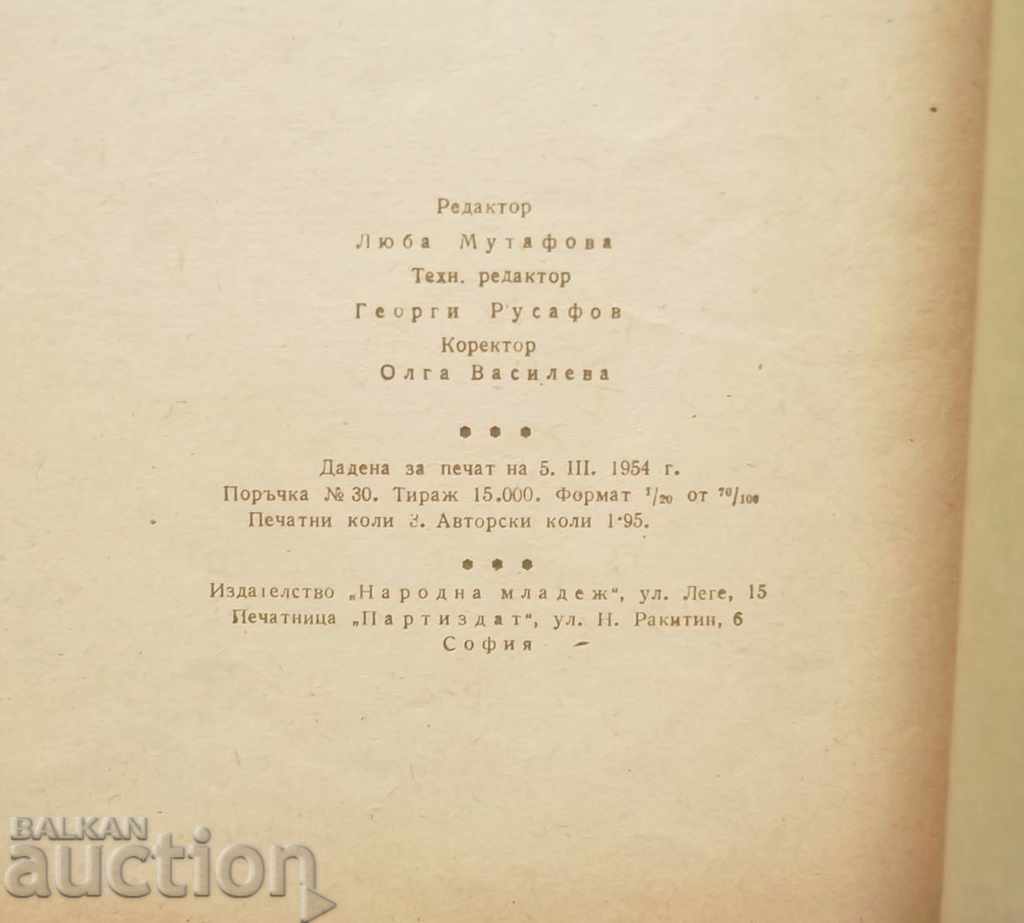 Редактор
Люба Мутафова
Техн. редактор
Георги Русафов
Коректор
Олга Василева
Дадена за печат на 5. III. 1954 г.
Поръчка № 30. Тираж 15.000. Формат 1/20 от 70/100
Печатни коли 3. Авторски коли 1·95.
Издателство „Народна младеж“, ул. Леге, 15
Печатница „Партиздат“, ул. Н. Ракитин, 6
София
BALKAN
auction